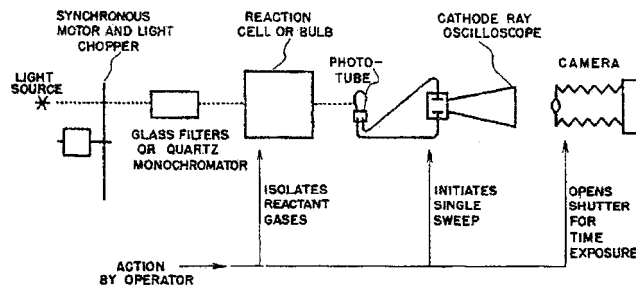 SYNCHRONOUS
MOTOR AND LIGHT
CHOPPER
REACTION
CELL OR BULB
CATHODE RAY
OSCILLOSCOPE
PHOTO-
TUBE
CAMERA
LIGHT
SOURCE
GLASS FILTERS
OR QUARTZ
MONOCHROMATOR
ISOLATES
REACTANT
GASES
INITIATES
SINGLE
SWEEP
OPENS
SHUTTER
FOR
TIME
EXPOSURE
ACTION
BY OPERATOR